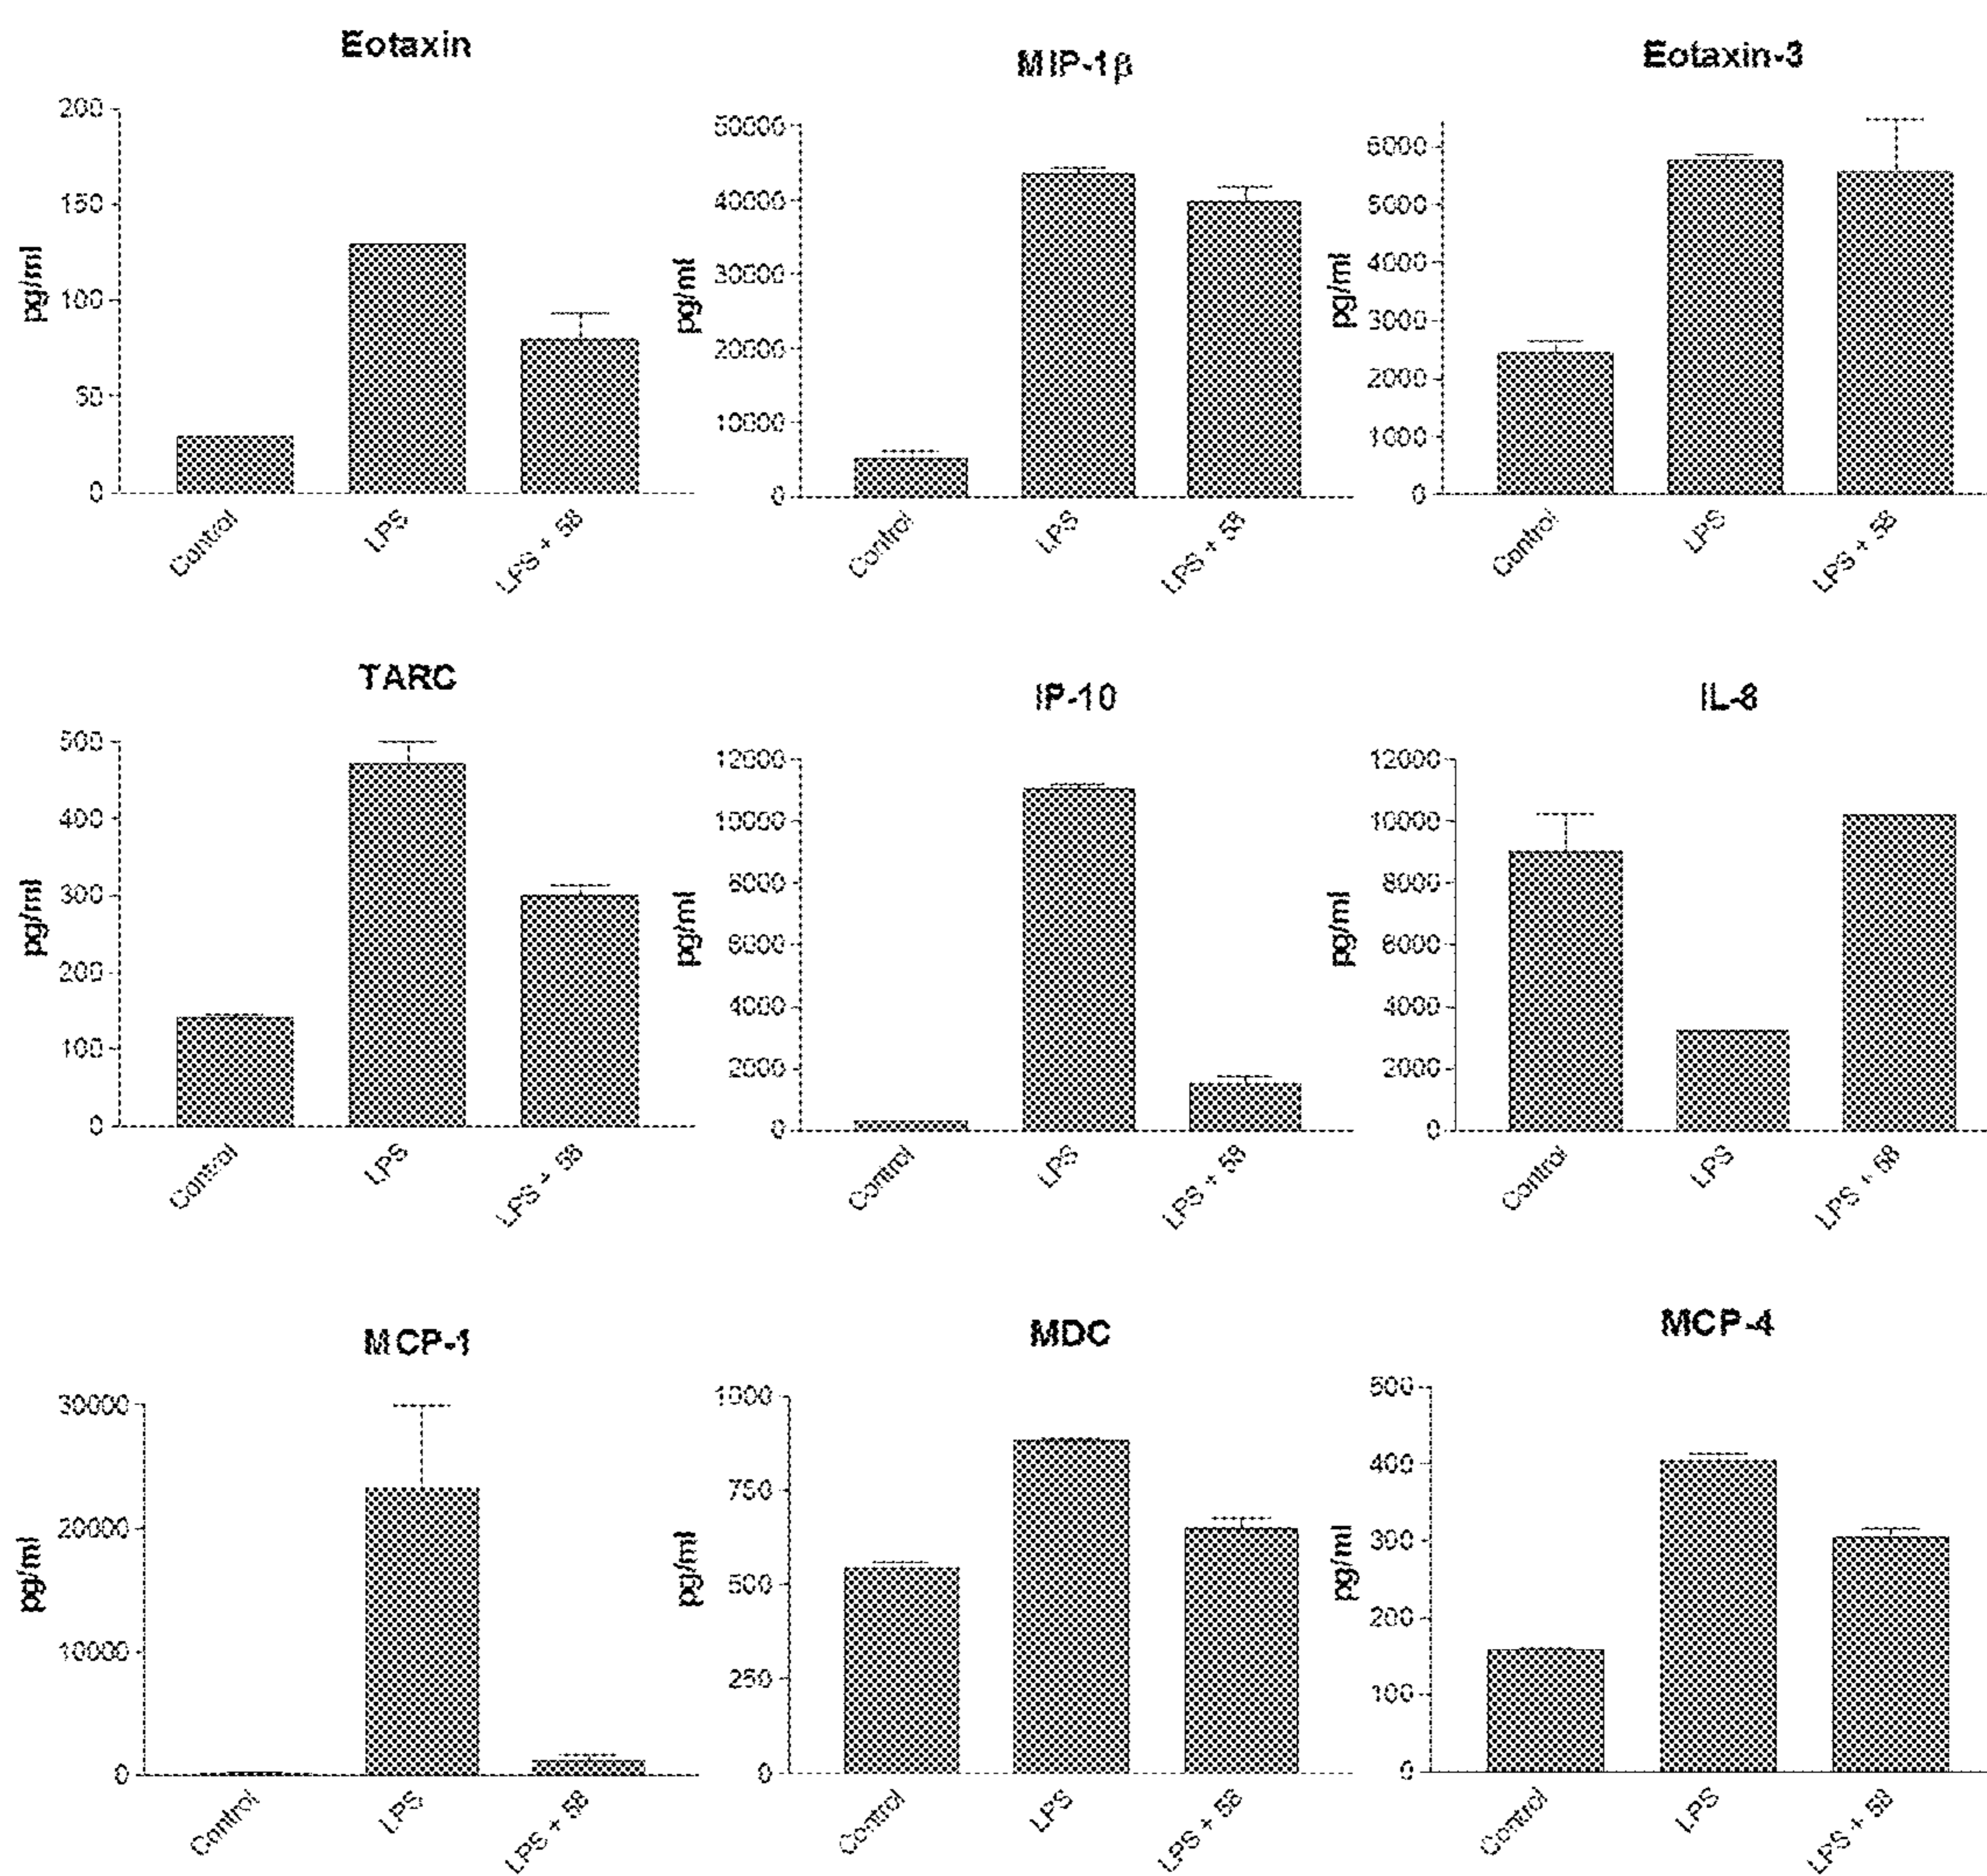 Eotaxin
pg/ml
200
150
100
50
0
Control
LPS
LPS + 58
MIP-1β
pg/ml
50000
40000
30000
20000
10000
0
Control
LPS
LPS + 58
Eotaxin-3
pg/ml
6000
5000
4000
3000
2000
1000
0
Control
LPS
LPS + 58
TARC
pg/ml
500
400
300
200
100
0
Control
LPS
LPS + 58
IP-10
pg/ml
12000
10000
8000
6000
4000
2000
0
Control
LPS
LPS + 58
IL-8
pg/ml
12000
10000
8000
6000
4000
2000
0
Control
LPS
LPS + 58
MCP-1
pg/ml
30000
20000
10000
0
Control
LPS
LPS + 58
MDC
pg/ml
1000
750
500
250
0
Control
LPS
LPS + 58
MCP-4
pg/ml
500
400
300
200
100
0
Control
LPS
LPS + 58